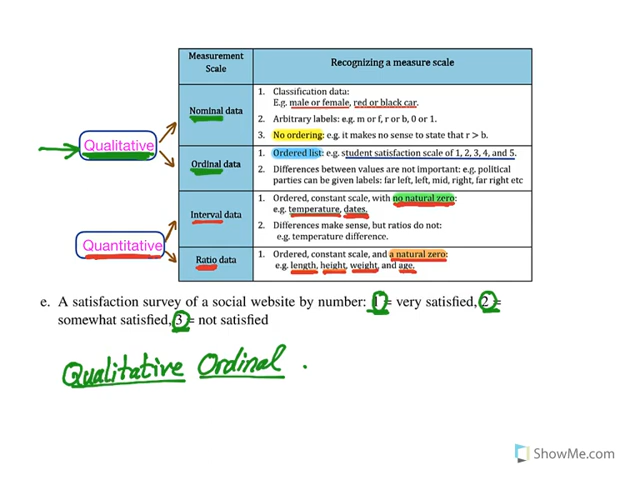 Measurement Scale
Recognizing a measure scale
Qualitative
Nominal data
1. Classification data:
E.g. male or female, red or black car.
2. Arbitrary labels: e.g. m or f, r or b, 0 or 1.
3. No ordering: e.g. it makes no sense to state that r > b.
Ordinal data
1. Ordered list: e.g. student satisfaction scale of 1, 2, 3, 4, and 5.
2. Differences between values are not important: e.g. political
parties can be given labels: far left, left, mid, right, far right etc
Quantitative
Interval data
1. Ordered, constant scale, with no natural zero:
e.g. temperature, dates.
2. Differences make sense, but ratios do not:
e.g. temperature difference.
Ratio data
1. Ordered, constant scale, and a natural zero:
e.g. length, height, weight, and age.
e. A satisfaction survey of a social website by number: 1 = very satisfied, 2 =
somewhat satisfied, 3 = not satisfied
Qualitative Ordinal .
ShowMe.com